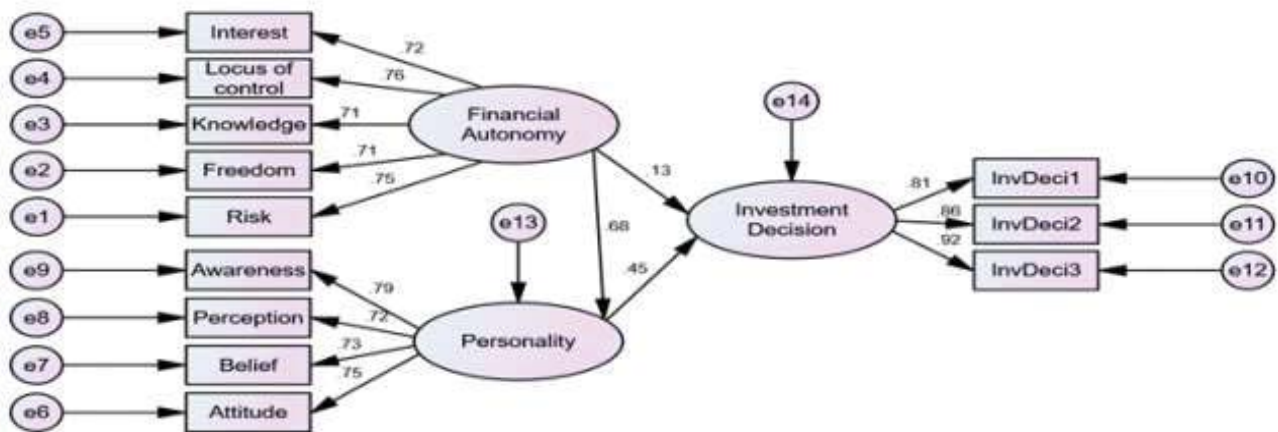 e5
Interest
.72
e4
Locus of
control
.76
e3
Knowledge
.71
e2
Freedom
.71
e1
Risk
.75
Financial
Autonomy
e14
.13
.68
Investment
Decision
.81
InvDeci1
e10
.86
InvDeci2
e11
.92
InvDeci3
e12
e13
.45
e9
Awareness
.79
e8
Perception
.72
e7
Belief
.73
e6
Attitude
.75
Personality